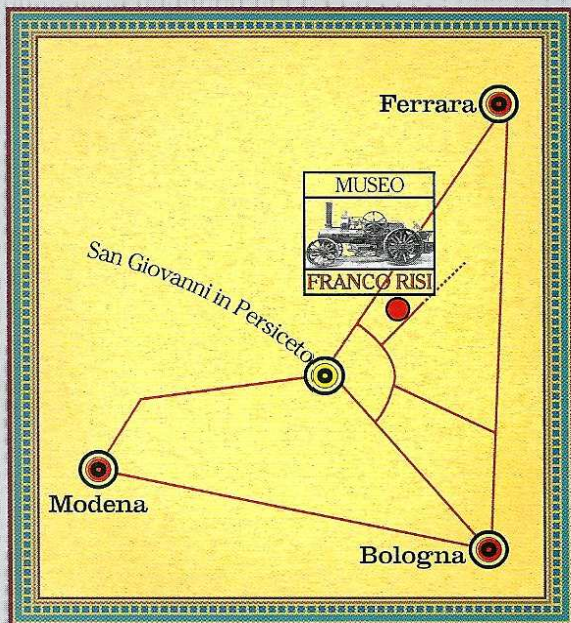 Ferrara
MUSEO
FRANCO RISI
San Giovanni in Persiceto
Modena
Bologna